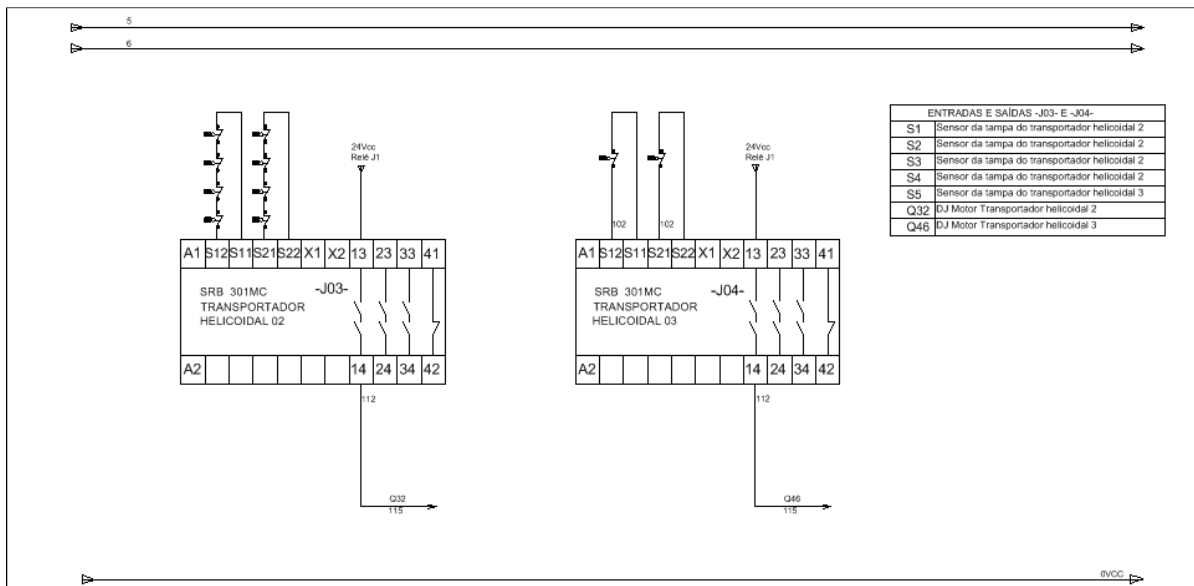 5
6
24Vcc
Relé J1
102
102
24Vcc
Relé J1
ENTRADAS E SAÍDAS -J03- E -J04-
S1 Sensor da tampa do transportador helicoidal 2
S2 Sensor da tampa do transportador helicoidal 2
S3 Sensor da tampa do transportador helicoidal 2
S4 Sensor da tampa do transportador helicoidal 2
S5 Sensor da tampa do transportador helicoidal 3
Q32 DJ Motor Transportador helicoidal 2
Q46 DJ Motor Transportador helicoidal 3
A1 S12 S11 S21 S22 X1 X2 13 23 33 41
SRB 301MC -J03-
TRANSPORTADOR
HELICOIDAL 02
A2 14 24 34 42
112
Q32
115
A1 S12 S11 S21 S22 X1 X2 13 23 33 41
SRB 301MC -J04-
TRANSPORTADOR
HELICOIDAL 03
A2 14 24 34 42
112
Q46
115
0VCC